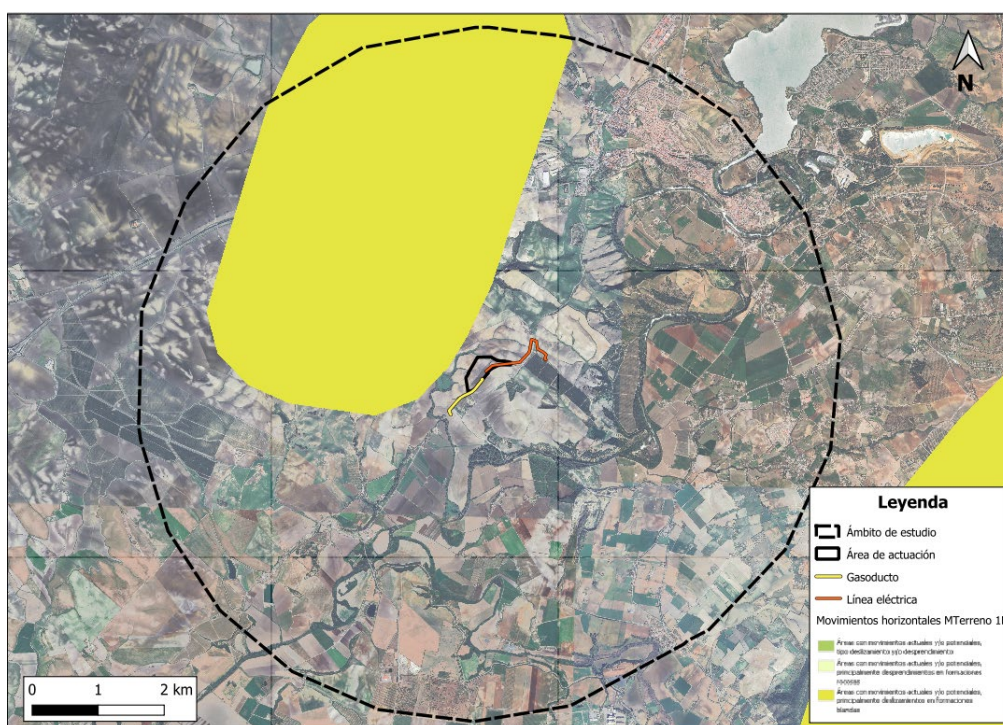 N
Leyenda
Ámbito de estudio
Área de actuación
Gasoducto
Línea eléctrica
Movimientos horizontales MTerreno 1
Áreas con movimientos actuales y/o potenciales,
tipo deslizamiento y/o desprendimiento
Áreas con movimientos actuales y/o potenciales,
principalmente desprendimientos en formaciones
rocosas
Áreas con movimientos actuales y/o potenciales,
principalmente deslizamientos en formaciones
blandas
0 1 2 km